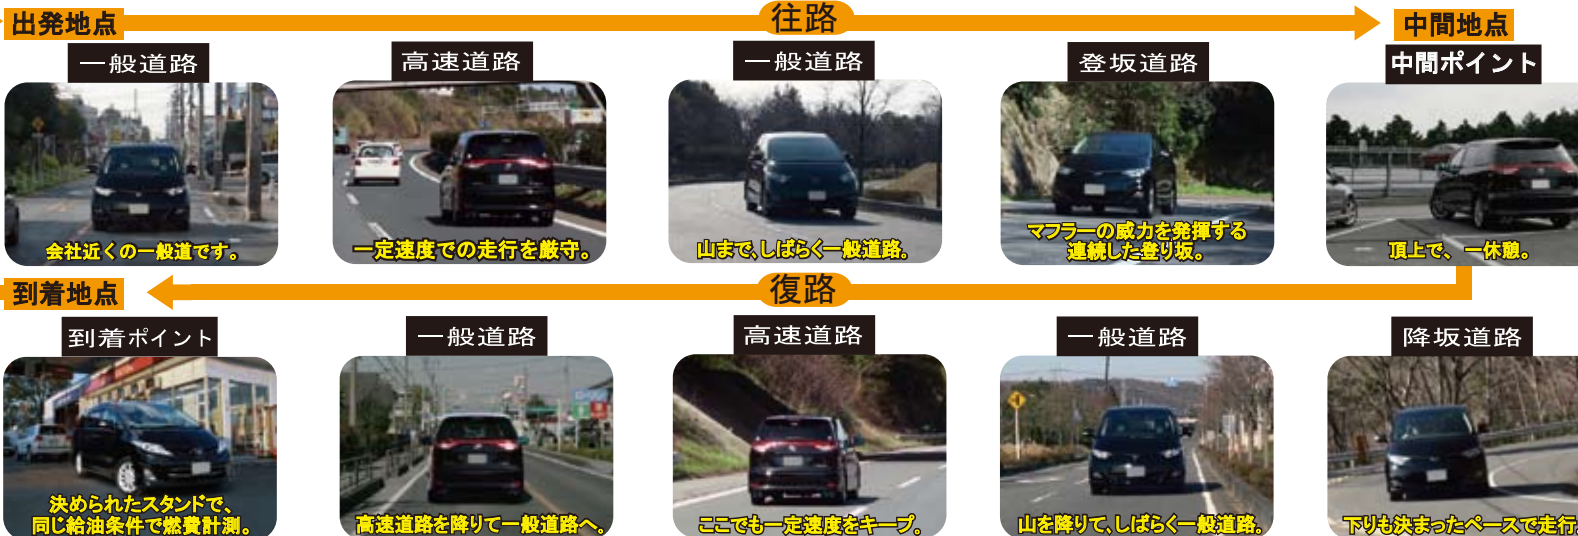 出発地点
往路
中間地点
一般道路
高速道路
一般道路
登坂道路
中間ポイント
会社近くの一般道です。
一定速度での走行を厳守。
山まで、しばらく一般道路。
マフラーの威力を発揮する
連続した登り坂。
頂上で、一休憩。
到着地点
復路
到着ポイント
一般道路
高速道路
一般道路
降坂道路
決められたスタンドで、
同じ給油条件で燃費計測。
高速道路を降りて一般道路へ。
ここでも一定速度をキープ。
山を降りて、しばらく一般道路。
下りも決まったペースで走行